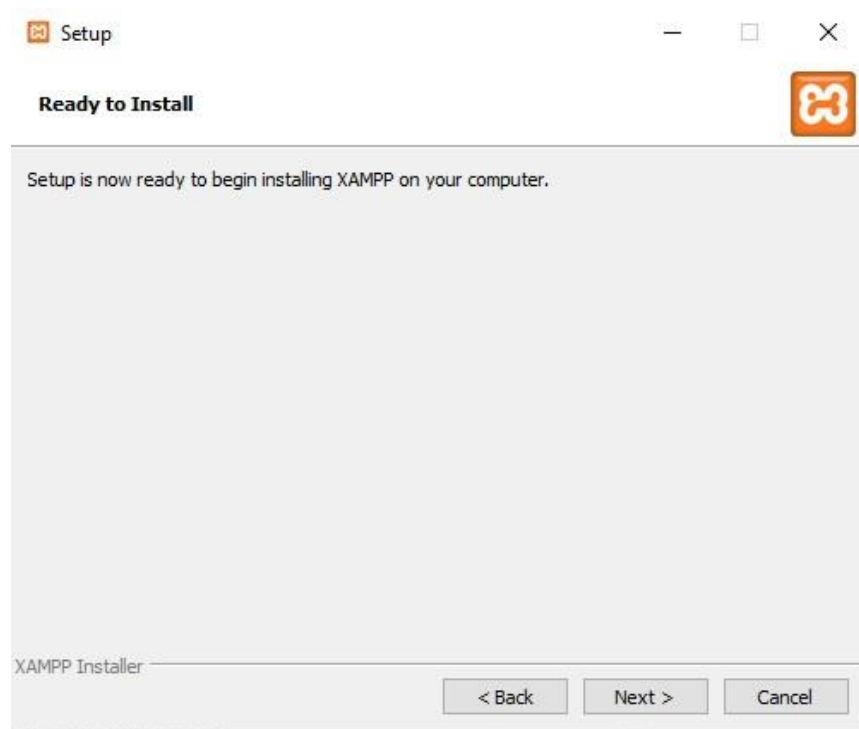 Setup
Ready to Install
Setup is now ready to begin installing XAMPP on your computer.
XAMPP Installer
< Back
Next >
Cancel